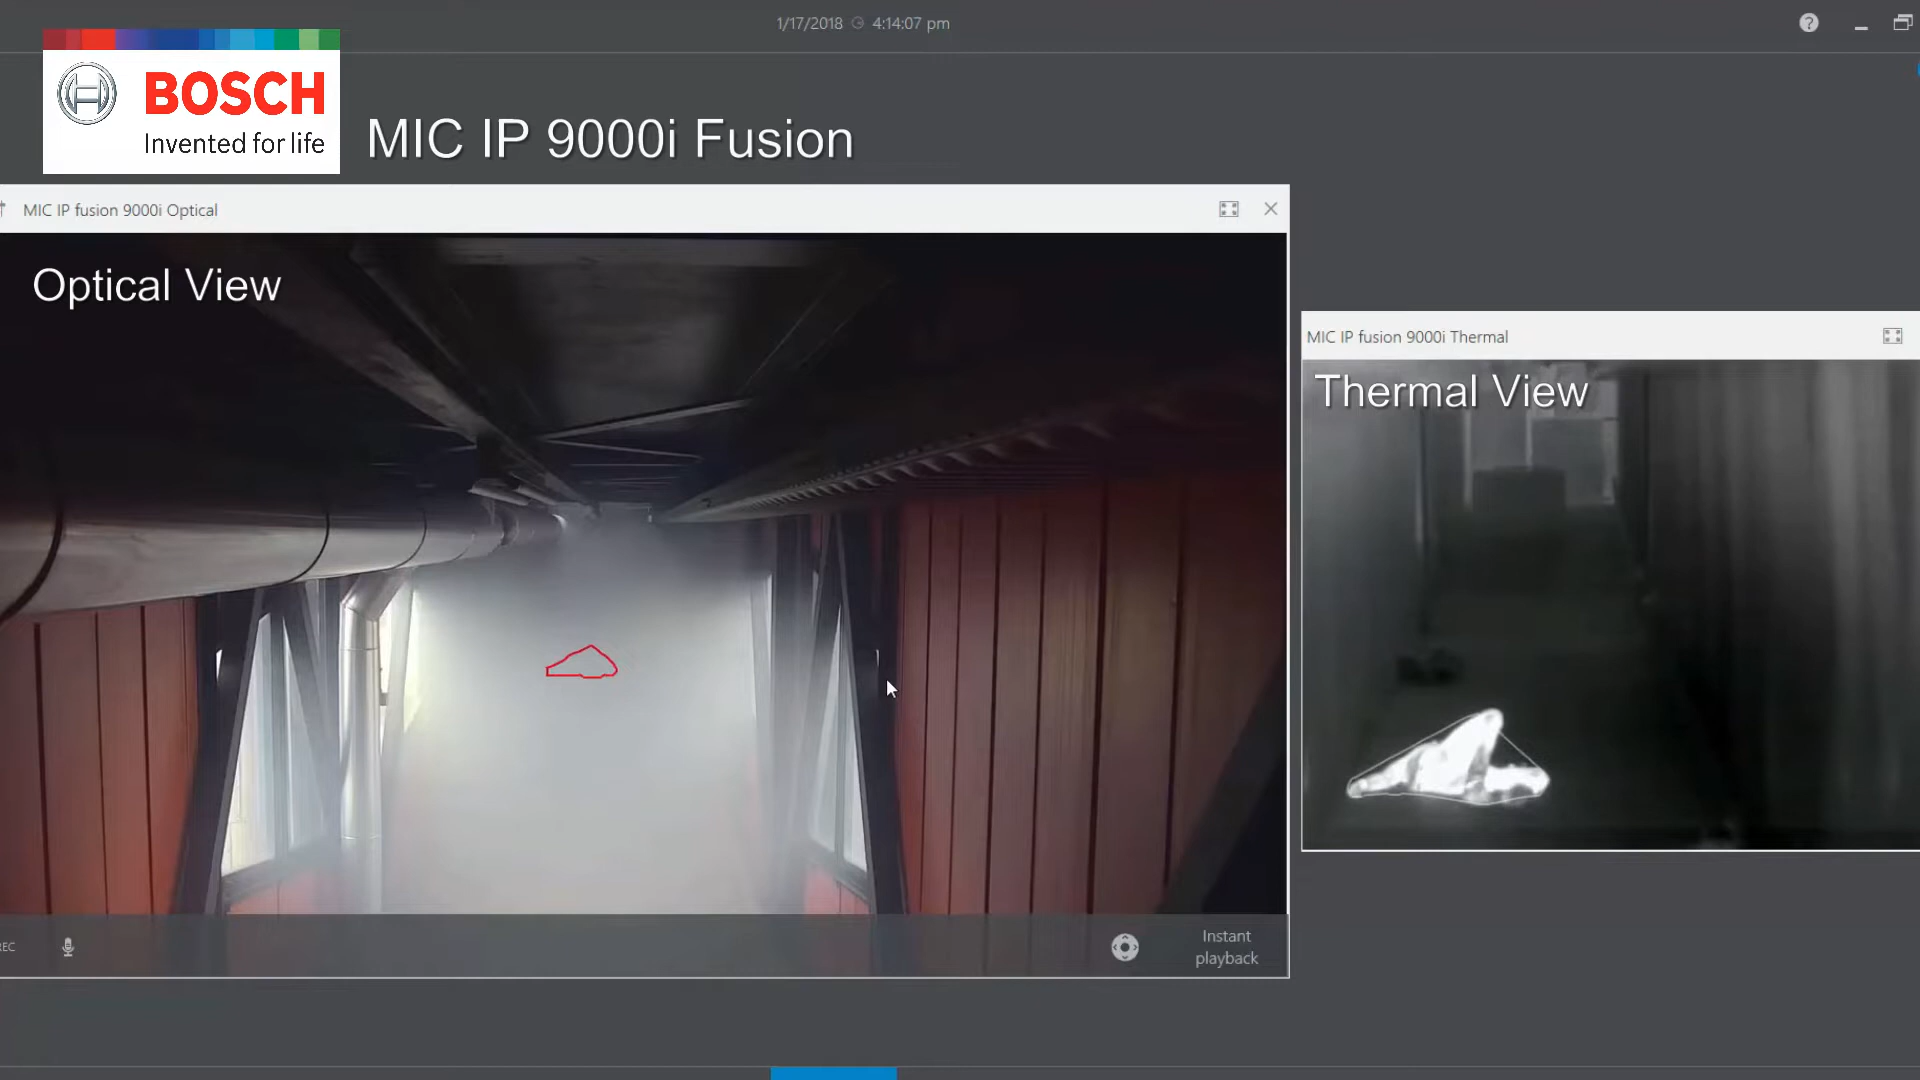 1/17/2018 4:14:07 pm
BOSCH
Invented for life
MIC IP 9000i Fusion
MIC IP fusion 9000i Optical
Optical View
MIC IP fusion 9000i Thermal
Thermal View
Instant
playback